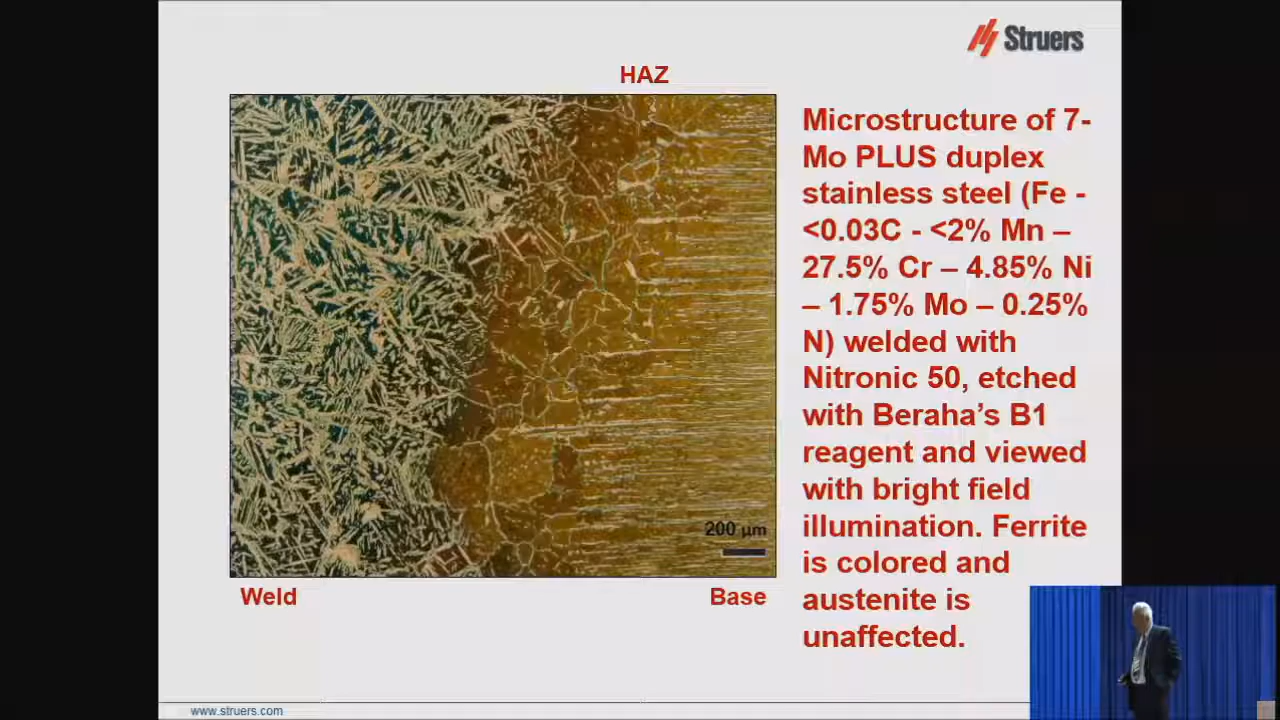 Struers
HAZ
Microstructure of 7-
Mo PLUS duplex
stainless steel (Fe -
<0.03C - <2% Mn –
27.5% Cr – 4.85% Ni
– 1.75% Mo – 0.25%
N) welded with
Nitronic 50, etched
with Beraha’s B1
reagent and viewed
with bright field
illumination. Ferrite
is colored and
austenite is
unaffected.
200 µm
Weld
Base
www.struers.com